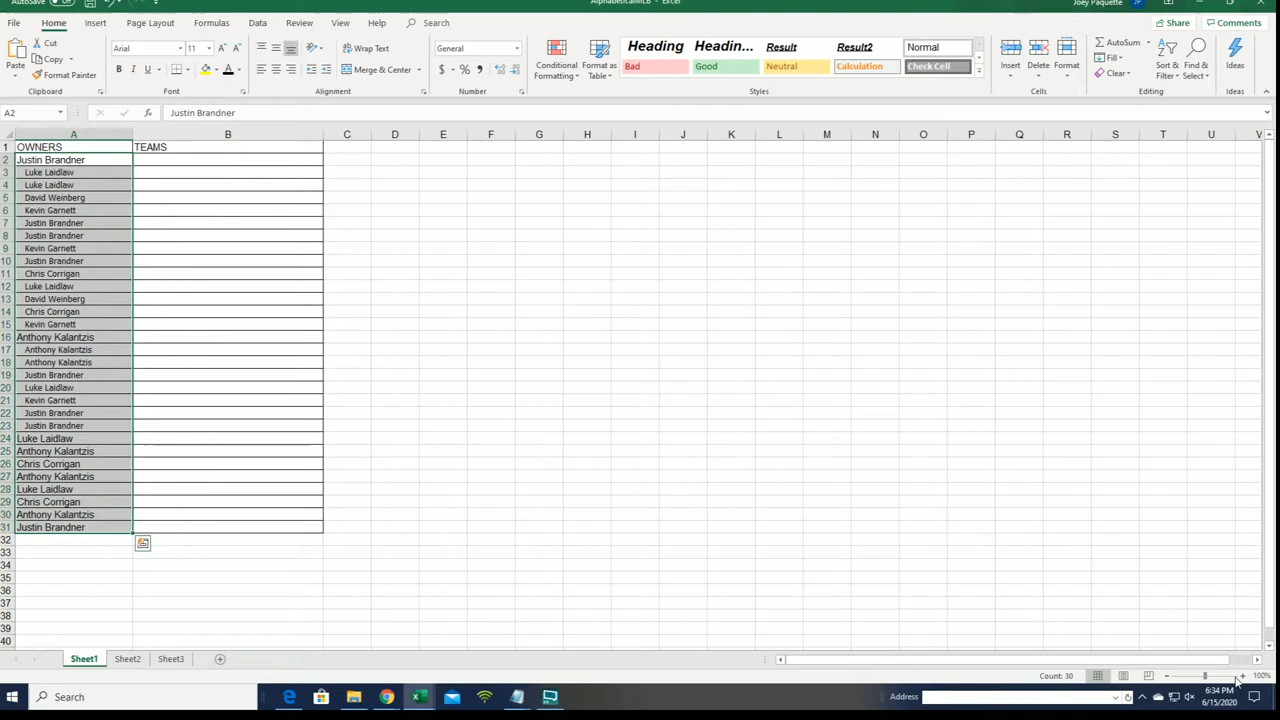 AutoSave Off AlphabeticalMLB - Excel Joey Paquette JP
File Home Insert Page Layout Formulas Data Review View Help Search Share Comments
Cut
Copy
Format Painter
Paste
Clipboard
Arial 11
B I U
Font
Wrap Text
Merge & Center
Alignment
General
$ % ,
Number
Conditional Formatting
Format as Table
Heading Headin... Result Result2 Normal
Bad Good Neutral Calculation Check Cell
Styles
Insert Delete Format
Cells
AutoSum
Fill
Clear
Sort & Filter
Find & Select
Editing
Ideas
Ideas
A2 fx Justin Brandner
A B C D E F G H I J K L M N O P Q R S T U V
1 OWNERS TEAMS
2 Justin Brandner
3 Luke Laidlaw
4 Luke Laidlaw
5 David Weinberg
6 Kevin Garnett
7 Justin Brandner
8 Justin Brandner
9 Kevin Garnett
10 Justin Brandner
11 Chris Corrigan
12 Luke Laidlaw
13 David Weinberg
14 Chris Corrigan
15 Kevin Garnett
16 Anthony Kalantzis
17 Anthony Kalantzis
18 Anthony Kalantzis
19 Justin Brandner
20 Luke Laidlaw
21 Kevin Garnett
22 Justin Brandner
23 Justin Brandner
24 Luke Laidlaw
25 Anthony Kalantzis
26 Chris Corrigan
27 Anthony Kalantzis
28 Luke Laidlaw
29 Chris Corrigan
30 Anthony Kalantzis
31 Justin Brandner
32
33
34
35
36
37
38
39
40
Sheet1 Sheet2 Sheet3
Count: 30 100%
Search Address 6:34 PM
6/15/2020